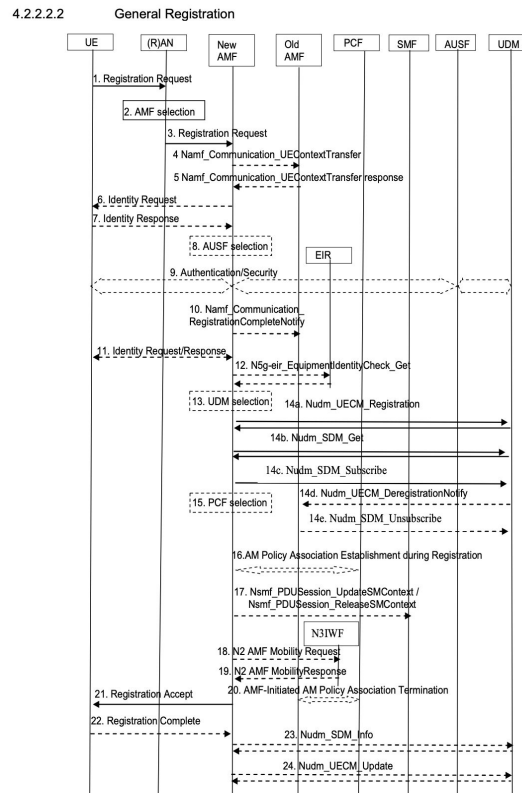 4.2.2.2.2 General Registration
UE
(R)AN
New
AMF
Old
AMF
PCF
SMF
AUSF
UDM
1. Registration Request
2. AMF selection
3. Registration Request
4 Namf_Communication_UEContextTransfer
5 Namf_Communication_UEContextTransfer response
6. Identity Request
7. Identity Response
8. AUSF selection
EIR
9. Authentication/Security
10. Namf_Communication_
RegistrationCompleteNotify
11. Identity Request/Response
12. N5g-eir_EquipmentIdentityCheck_Get
13. UDM selection
14a. Nudm_UECM_Registration
14b. Nudm_SDM_Get
14c. Nudm_SDM_Subscribe
14d. Nudm_UECM_DeregistrationNotify
15. PCF selection
14e. Nudm_SDM_Unsubscribe
16.AM Policy Association Establishment during Registration
17. Nsmf_PDUSession_UpdateSMContext /
Nsmf_PDUSession_ReleaseSMContext
N3IWF
18. N2 AMF Mobility Request
19. N2 AMF MobilityResponse
20. AMF-Initiated AM Policy Association Termination
21. Registration Accept
22. Registration Complete
23. Nudm_SDM_Info
24. Nudm_UECM_Update